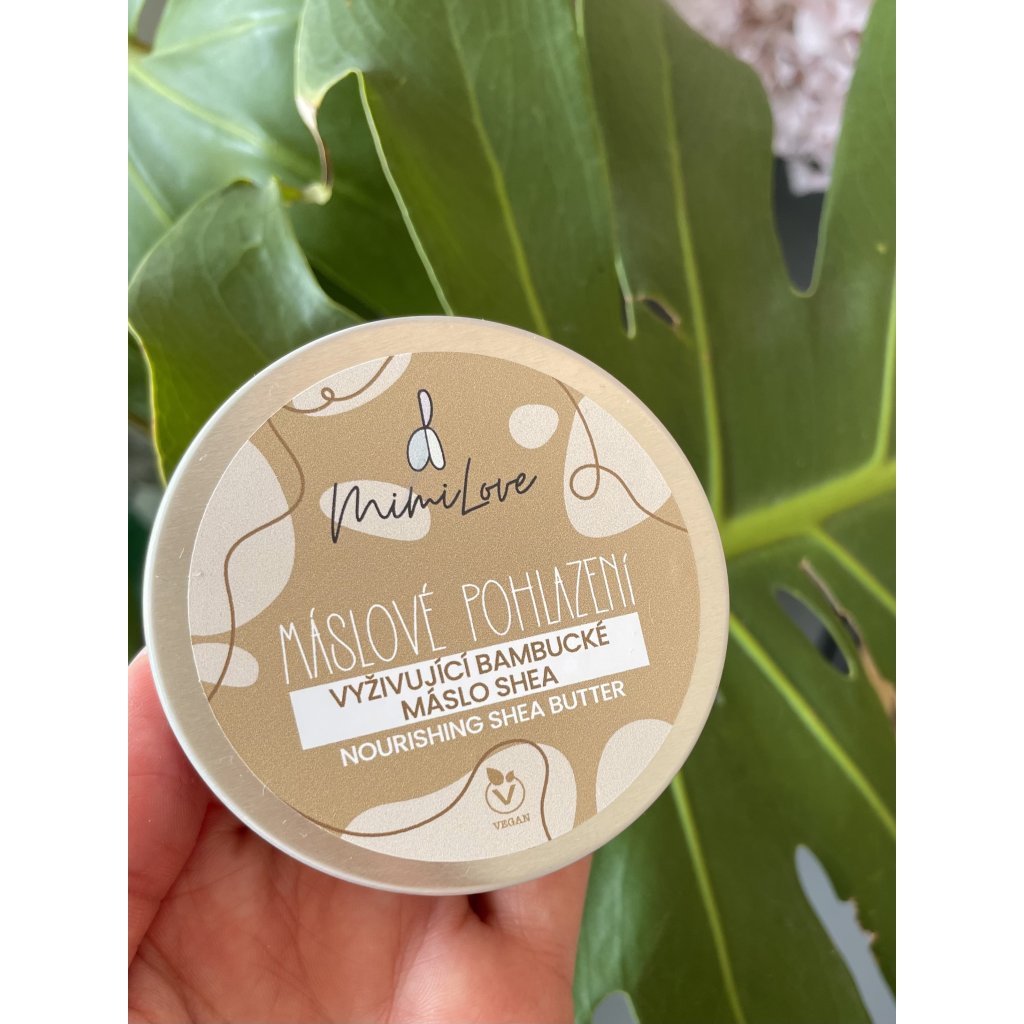 MimiLove
MÁSLOVÉ POHLAZENÍ
VYŽIVUJÍCÍ BAMBUCKÉ
MÁSLO SHEA
NOURISHING SHEA BUTTER
VEGAN